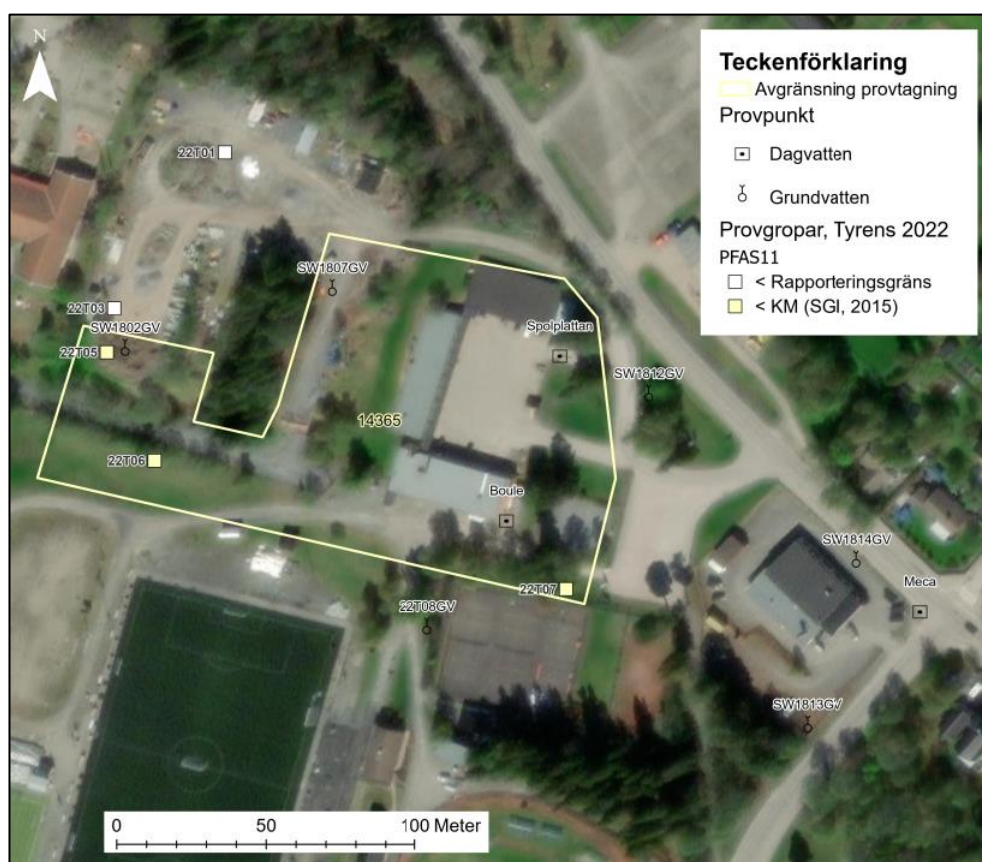 N
Teckenförklaring
Avgränsning provtagning
Provpunkt
Dagvatten
Grundvatten
Provgropar, Tyrens 2022
PFAS11
< Rapporteringsgräns
< KM (SGI, 2015)
22T01
SW1807GV
22T03
SW1802GV
22T05
Spolplattan
SW1812GV
14365
22T06
Boule
SW1814GV
22T07
Meca
22T08GV
SW1813GV
0 50 100 Meter